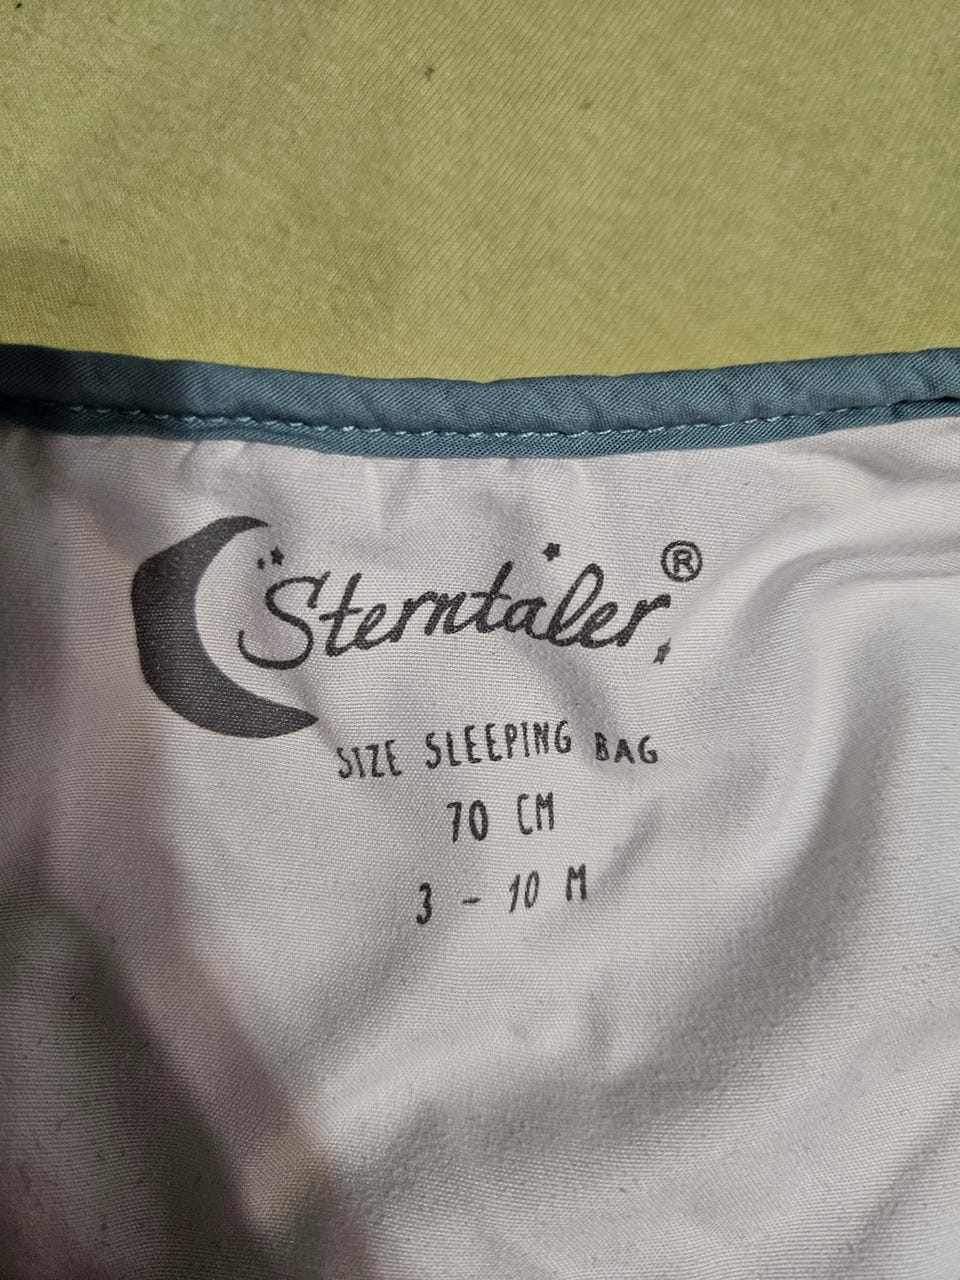 Sterntaler®
SIZE SLEEPING BAG
70 CM
3 - 10 M